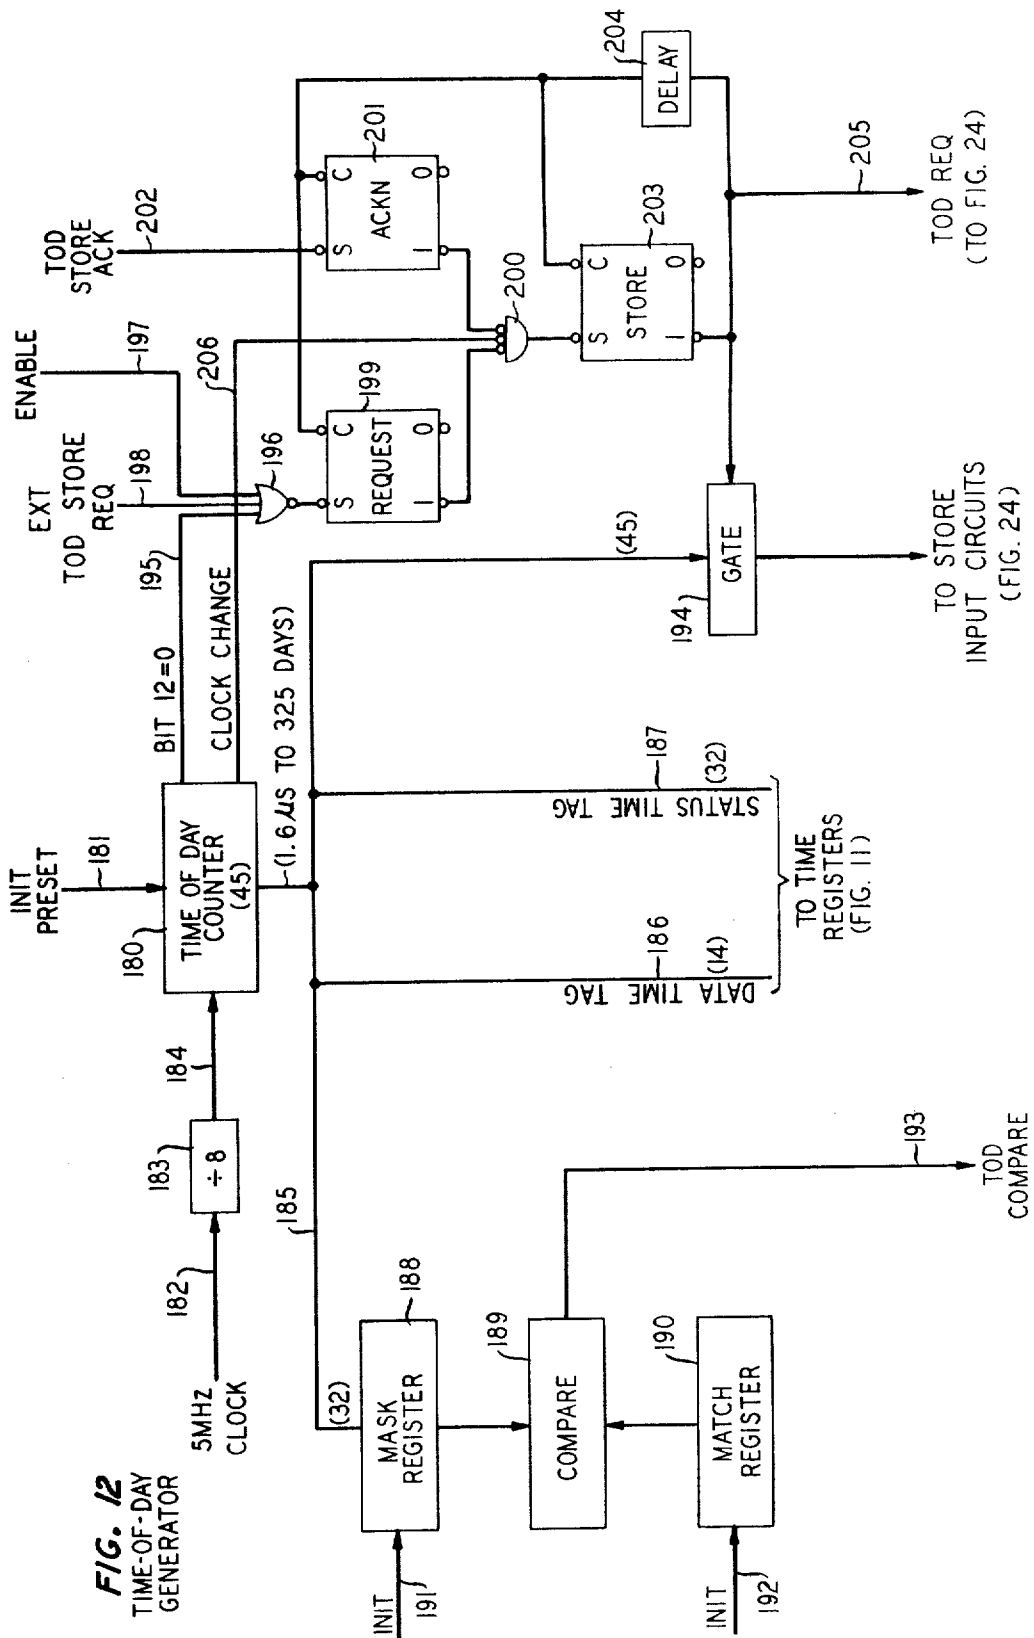 FIG. 12
TIME-OF-DAY
GENERATOR
5MHz
CLOCK
182
183
÷8
184
INIT
PRESET
181
180
TIME OF DAY
COUNTER
(45)
BIT 12=0
195
CLOCK CHANGE
206
(1.6μS TO 325 DAYS)
EXT
TOD STORE
REQ
198
ENABLE
197
TOD
STORE
ACK
202
196
S
C
REQUEST
199
1
0
S
C
ACKN
201
1
0
200
S
C
STORE
203
1
0
DELAY
204
185
(32)
INIT
191
MASK
REGISTER
188
COMPARE
189
MATCH
REGISTER
190
INIT
192
193
TOD
COMPARE
DATA TIME TAG
186
(14)
STATUS TIME TAG
187
(32)
TO TIME
REGISTERS
(FIG. 11)
(45)
194
GATE
TO STORE
INPUT CIRCUITS
(FIG. 24)
205
TOD REQ
(TO FIG. 24)